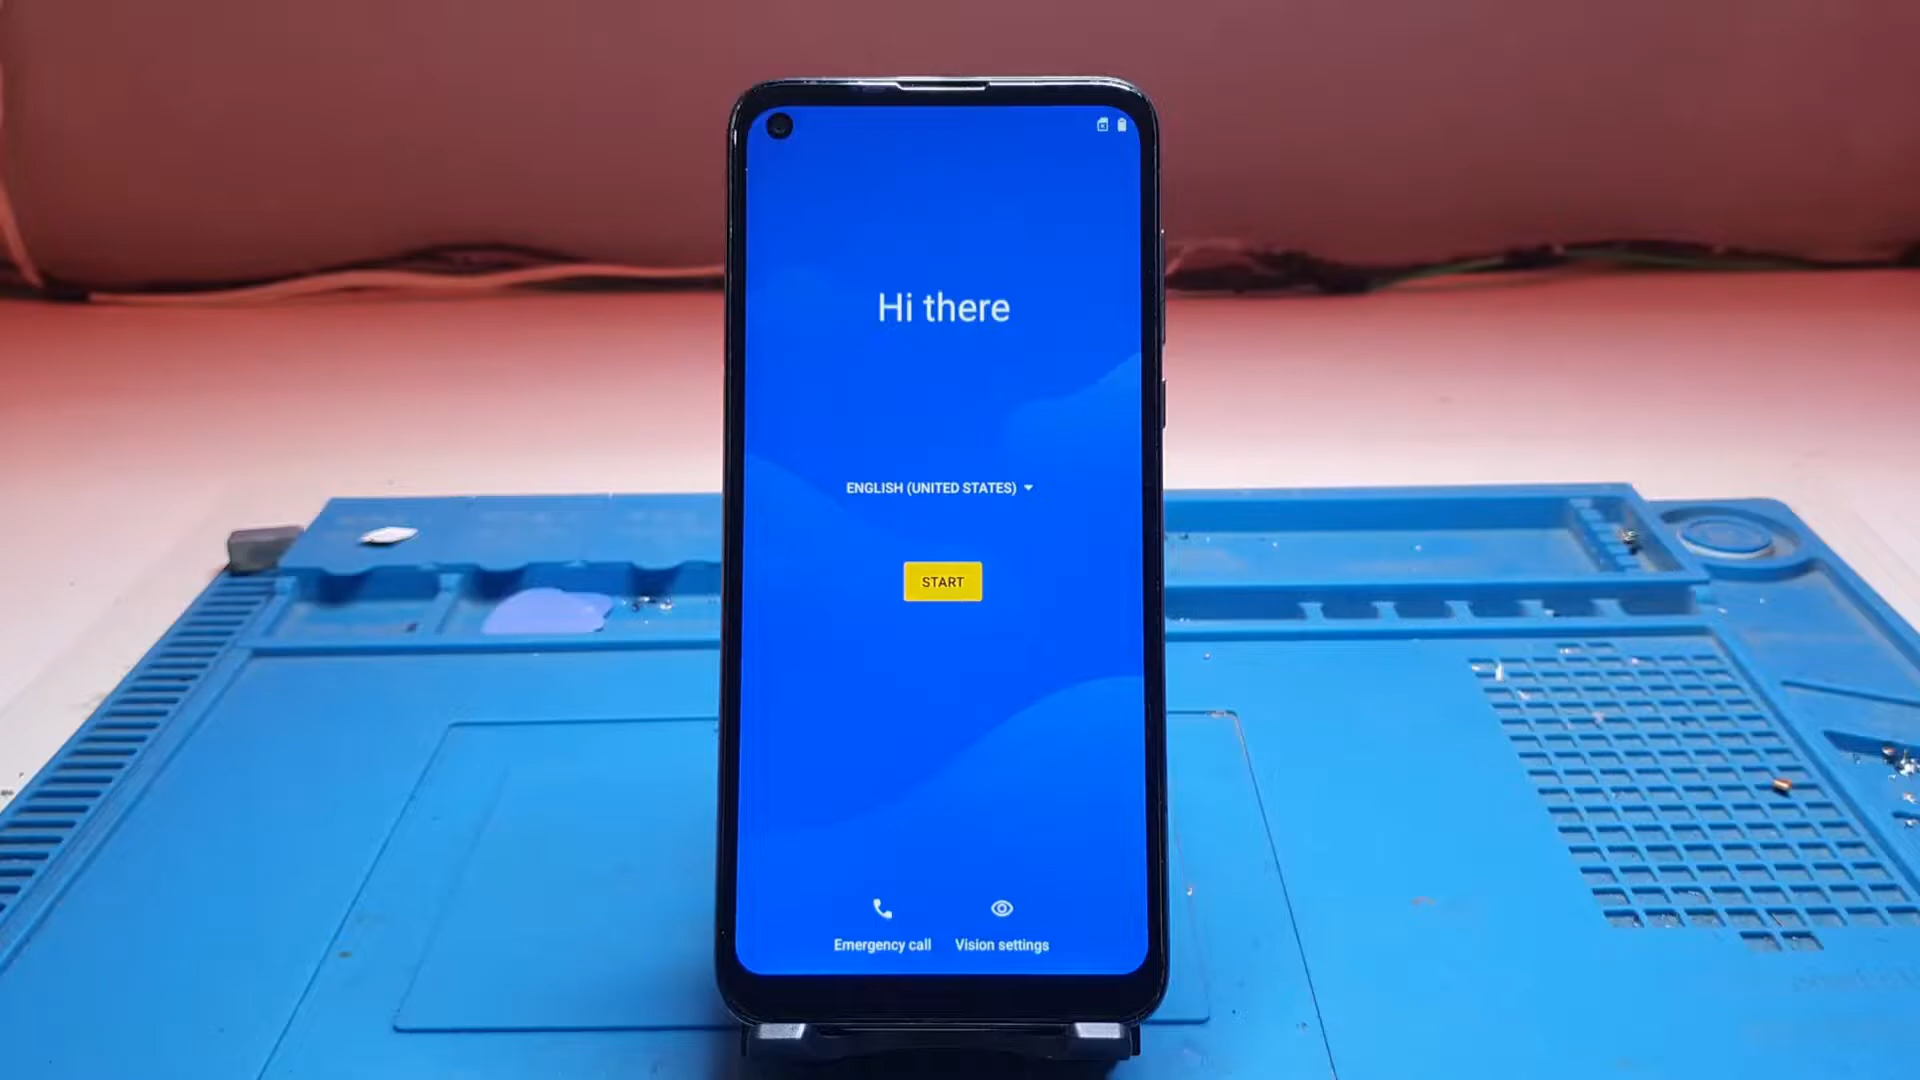 Hi there
ENGLISH (UNITED STATES)
START
Emergency call
Vision settings